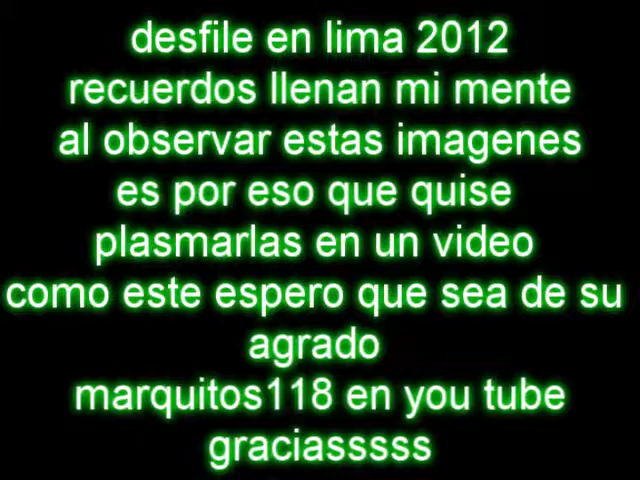 desfile en lima 2012
recuerdos llenan mi mente
al observar estas imagenes
es por eso que quise
plasmarlas en un video
como este espero que sea de su
agrado
marquitos118 en you tube
graciasssss